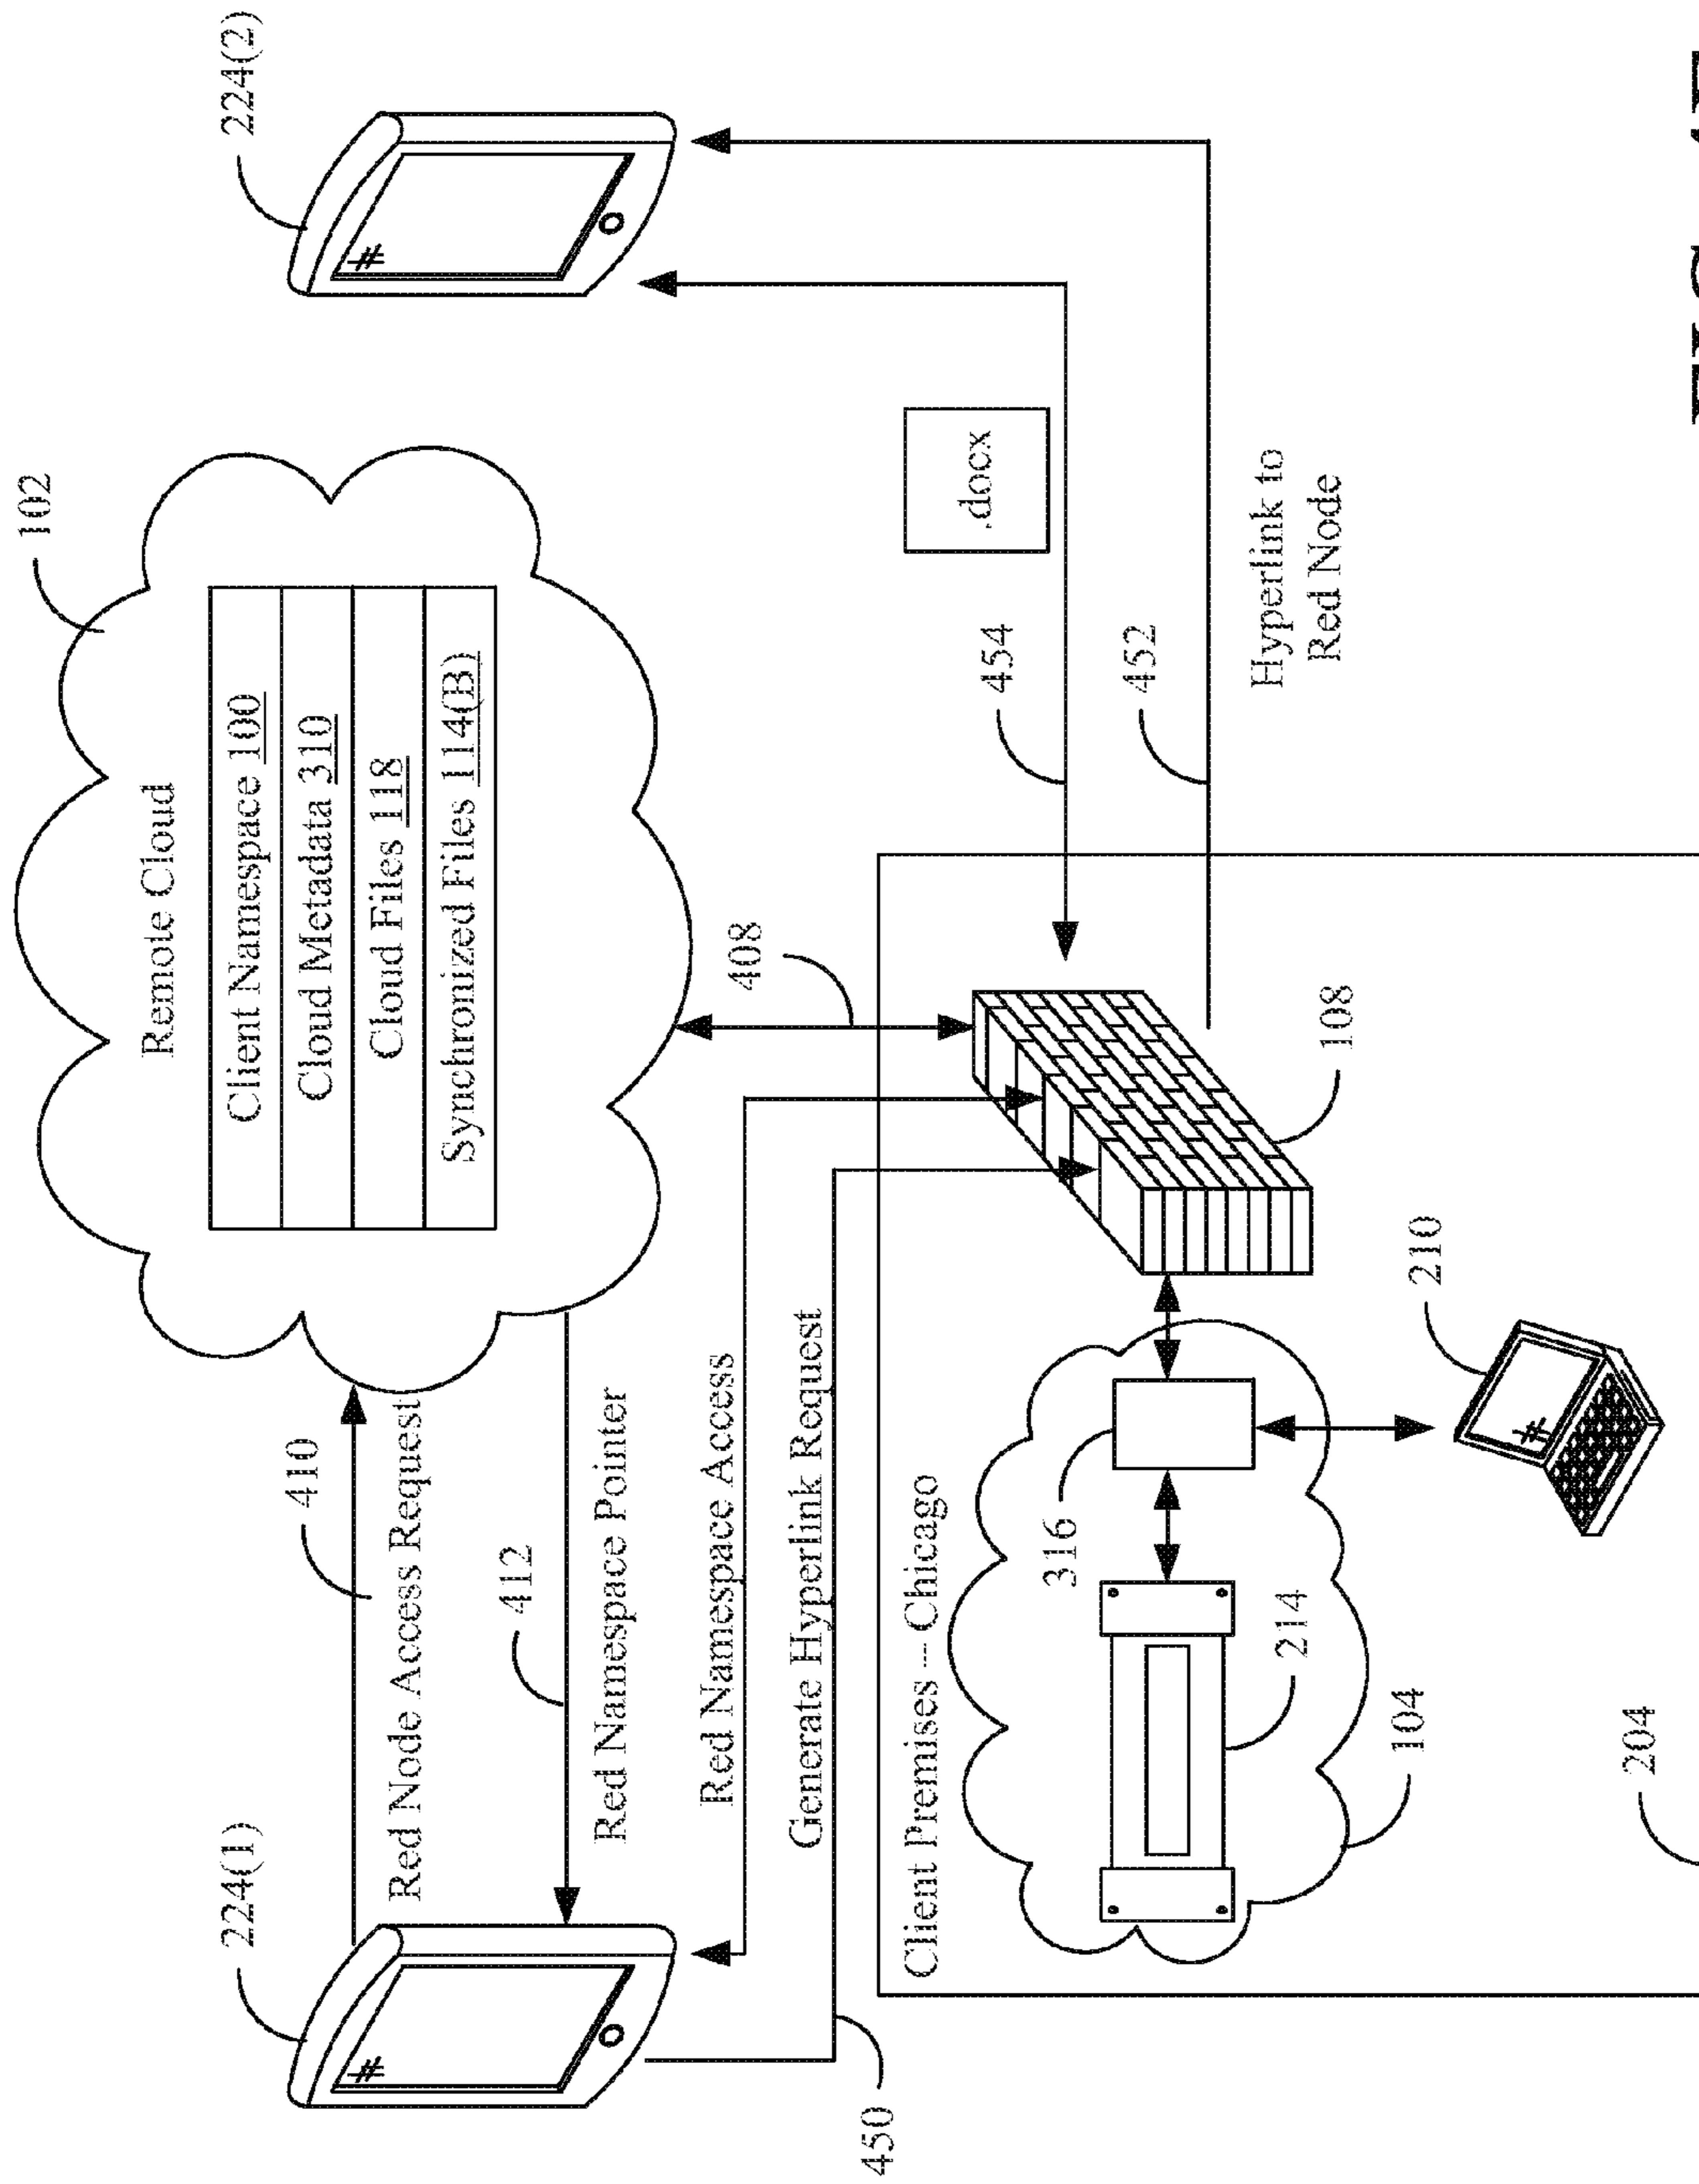 224(1)
410
Red Node Access Request
412
Red Namespace Pointer
Red Namespace Access
Generate Hyperlink Request
450
Remote Cloud
102
Client Namespace 100
Cloud Metadata 310
Cloud Files 118
Synchronized Files 114(B)
224(2)
408
.docx
454
452
Hyperlink to
Red Node
Client Premises -- Chicago
316
214
104
108
210
204